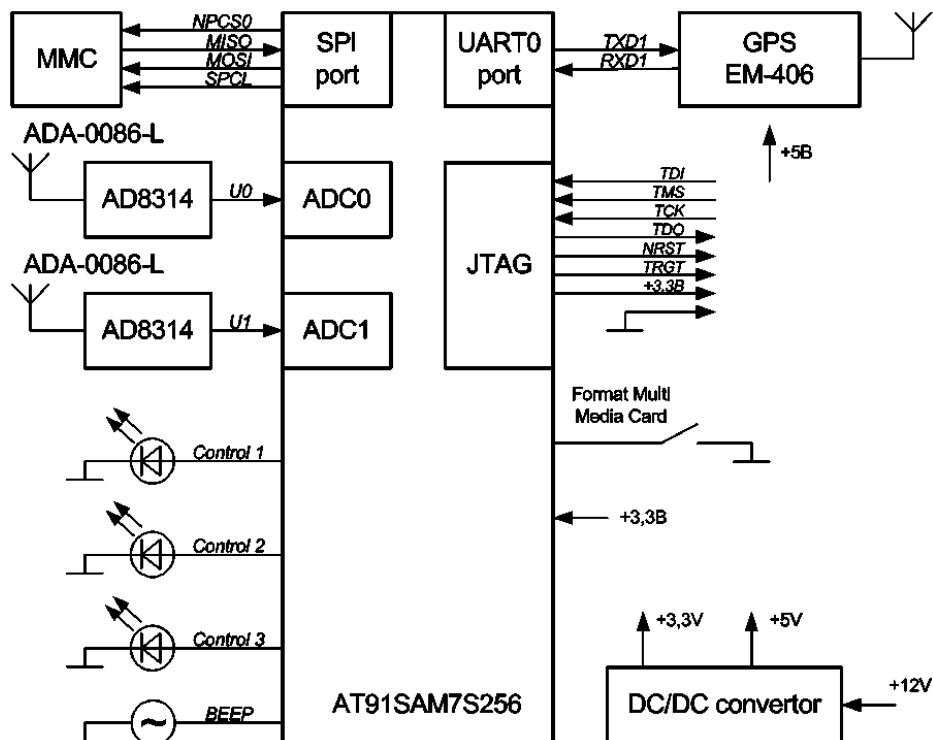 MMC
NPCS0
MISO
MOSI
SPCL
SPI
port
UART0
port
TXD1
RXD1
GPS
EM-406
+5B
ADA-0086-L
AD8314
U0
ADC0
ADA-0086-L
AD8314
U1
ADC1
JTAG
TDI
TMS
TCK
TDO
NRST
TRGT
+3.3B
Format Multi
Media Card
Control 1
+3,3B
Control 2
Control 3
BEEP
AT91SAM7S256
+3,3V
+5V
DC/DC convertor
+12V